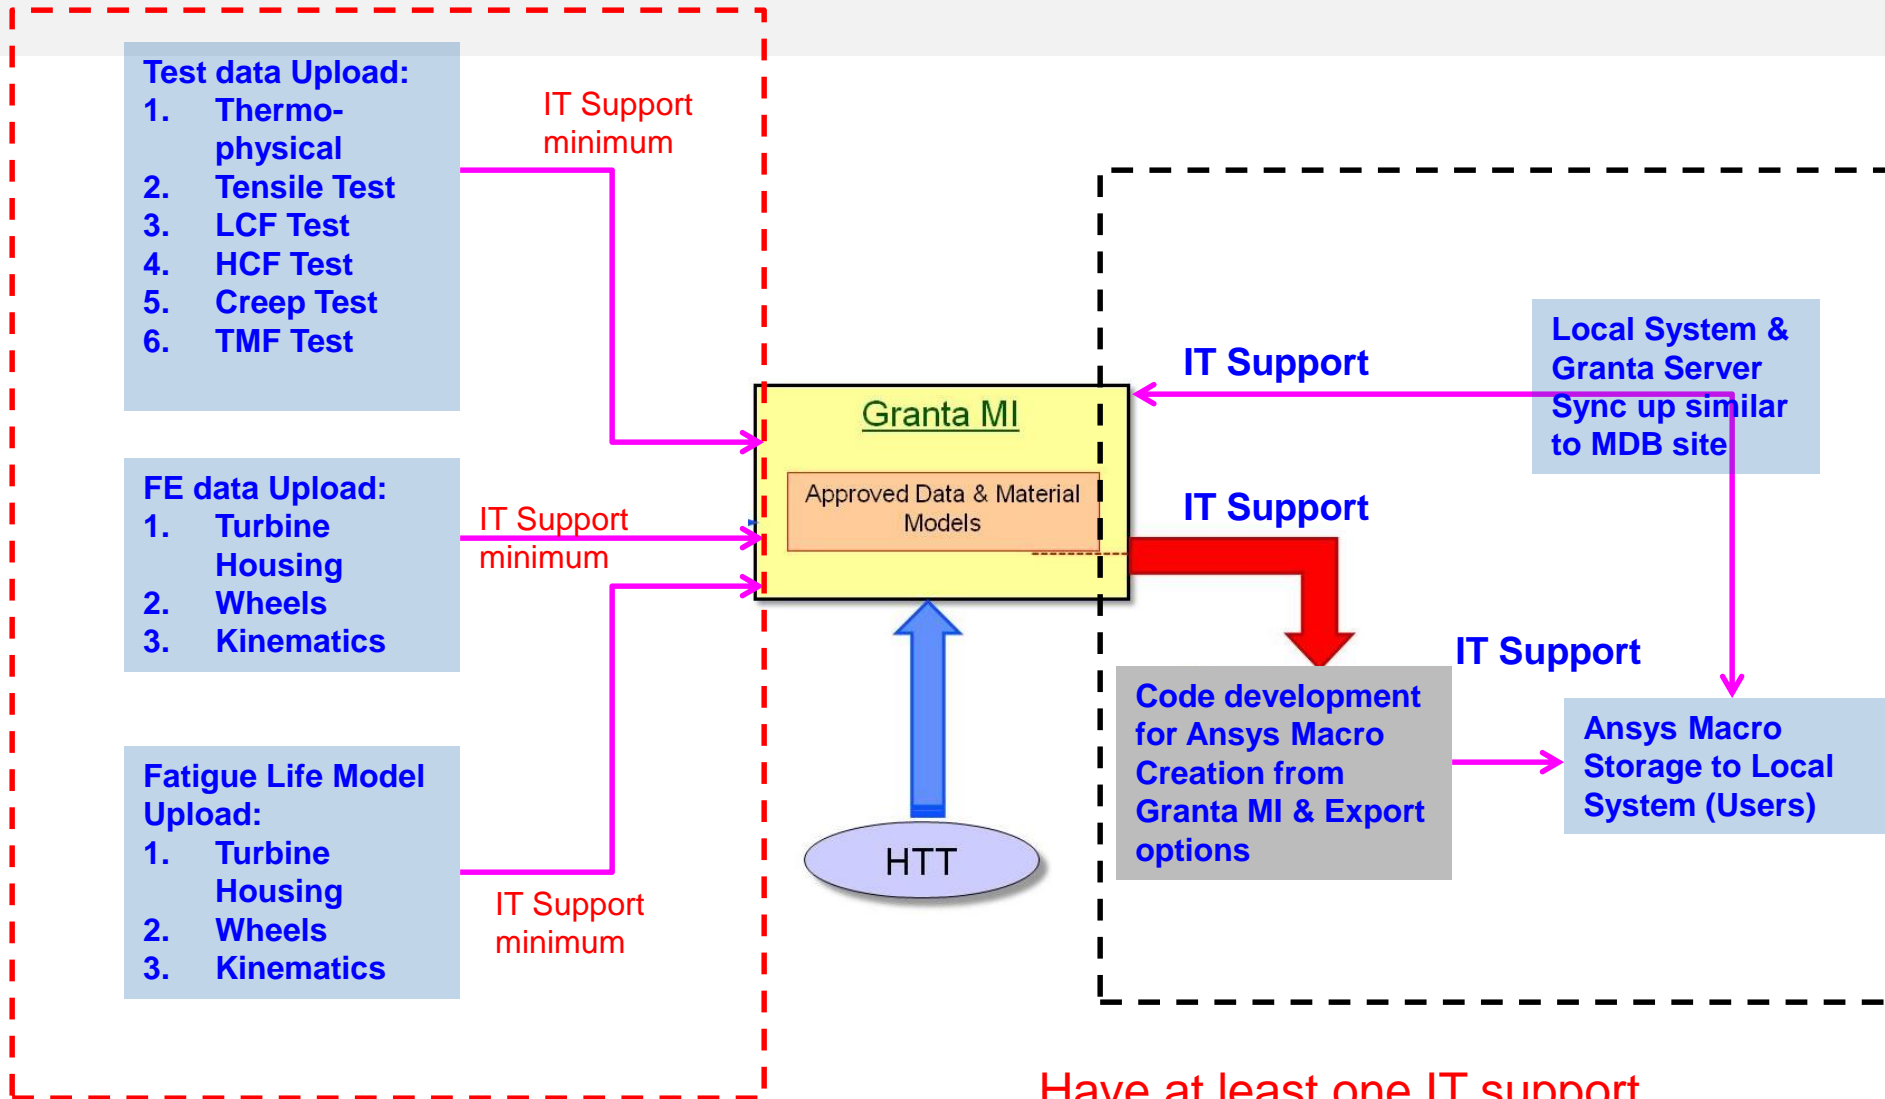 Test data Upload:
1. Thermo-
physical
2. Tensile Test
3. LCF Test
4. HCF Test
5. Creep Test
6. TMF Test
IT Support
minimum
FE data Upload:
1. Turbine
Housing
2. Wheels
3. Kinematics
IT Support
minimum
Fatigue Life Model
Upload:
1. Turbine
Housing
2. Wheels
3. Kinematics
IT Support
minimum
Granta MI
Approved Data & Material
Models
HTT
IT Support
Local System &
Granta Server
Sync up similar
to MDB site
IT Support
IT Support
Code development
for Ansys Macro
Creation from
Granta MI & Export
options
Ansys Macro
Storage to Local
System (Users)
Have at least one IT support